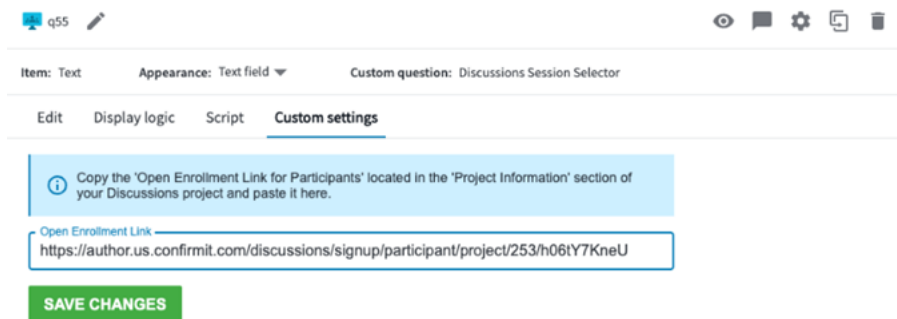 q55
Item: Text Appearance: Text field Custom question: Discussions Session Selector
Edit Display logic Script Custom settings
Copy the 'Open Enrollment Link for Participants' located in the 'Project Information' section of
your Discussions project and paste it here.
Open Enrollment Link
https://author.us.confirmit.com/discussions/signup/participant/project/253/h06tY7KneU
SAVE CHANGES